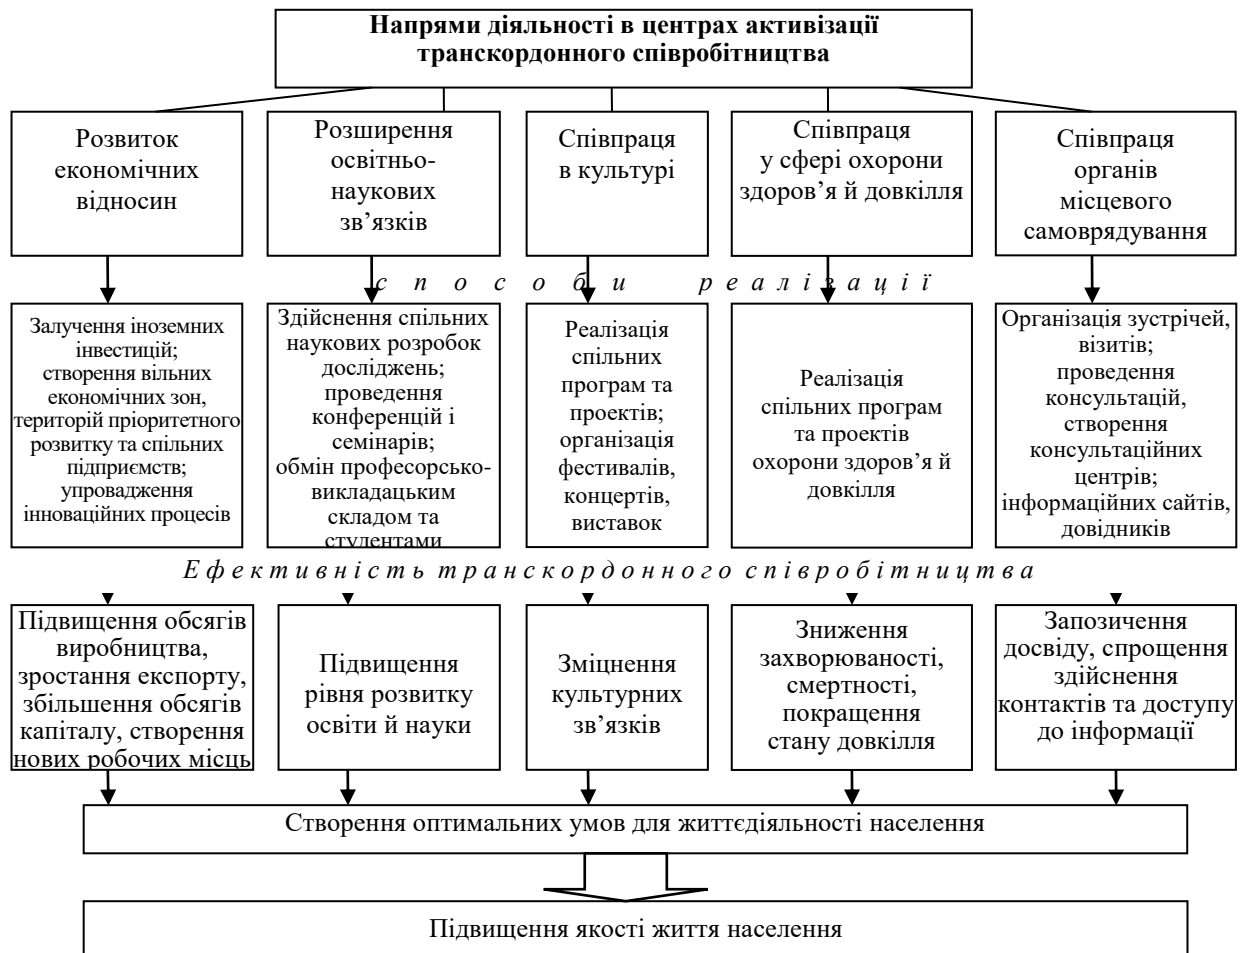 Напрями діяльності в центрах активізації
транскордонного співробітництва
Розвиток
економічних
відносин
Розширення
освітньо-
наукових
зв’язків
Співпраця
в культурі
Співпраця
у сфері охорони
здоров’я й довкілля
Співпраця
органів
місцевого
самоврядування
способи реалізації
Залучення іноземних
інвестицій;
створення вільних
економічних зон,
територій пріоритетного
розвитку та спільних
підприємств;
упровадження
інноваційних процесів
Здійснення спільних
наукових розробок
досліджень;
проведення
конференцій і
семінарів;
обмін професорсько-
викладацьким
складом та
студентами
Реалізація
спільних
програм та
проектів;
організація
фестивалів,
концертів,
виставок
Реалізація
спільних програм
та проектів
охорони здоров’я й
довкілля
Організація зустрічей,
візитів;
проведення
консультацій,
створення
консультаційних
центрів;
інформаційних сайтів,
довідників
Ефективність транскордонного співробітництва
Підвищення обсягів
виробництва,
зростання експорту,
збільшення обсягів
капіталу, створення
нових робочих місць
Підвищення
рівня розвитку
освіти й науки
Зміцнення
культурних
зв’язків
Зниження
захворюваності,
смертності,
покращення
стану довкілля
Запозичення
досвіду, спрощення
здійснення
контактів та доступу
до інформації
Створення оптимальних умов для життєдіяльності населення
Підвищення якості життя населення